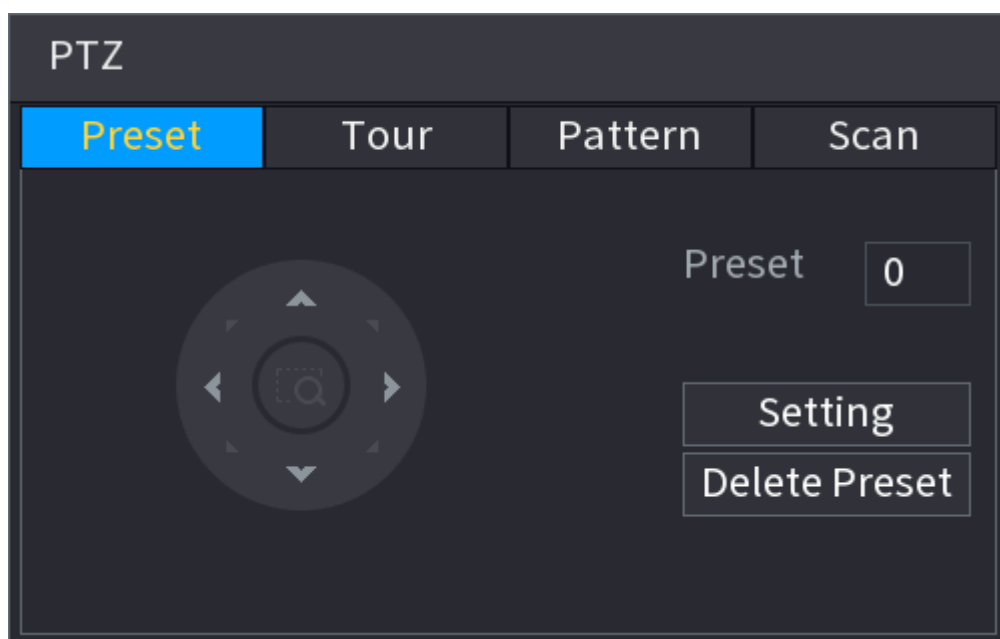 PTZ
Preset Tour Pattern Scan
Preset 0
Setting
Delete Preset